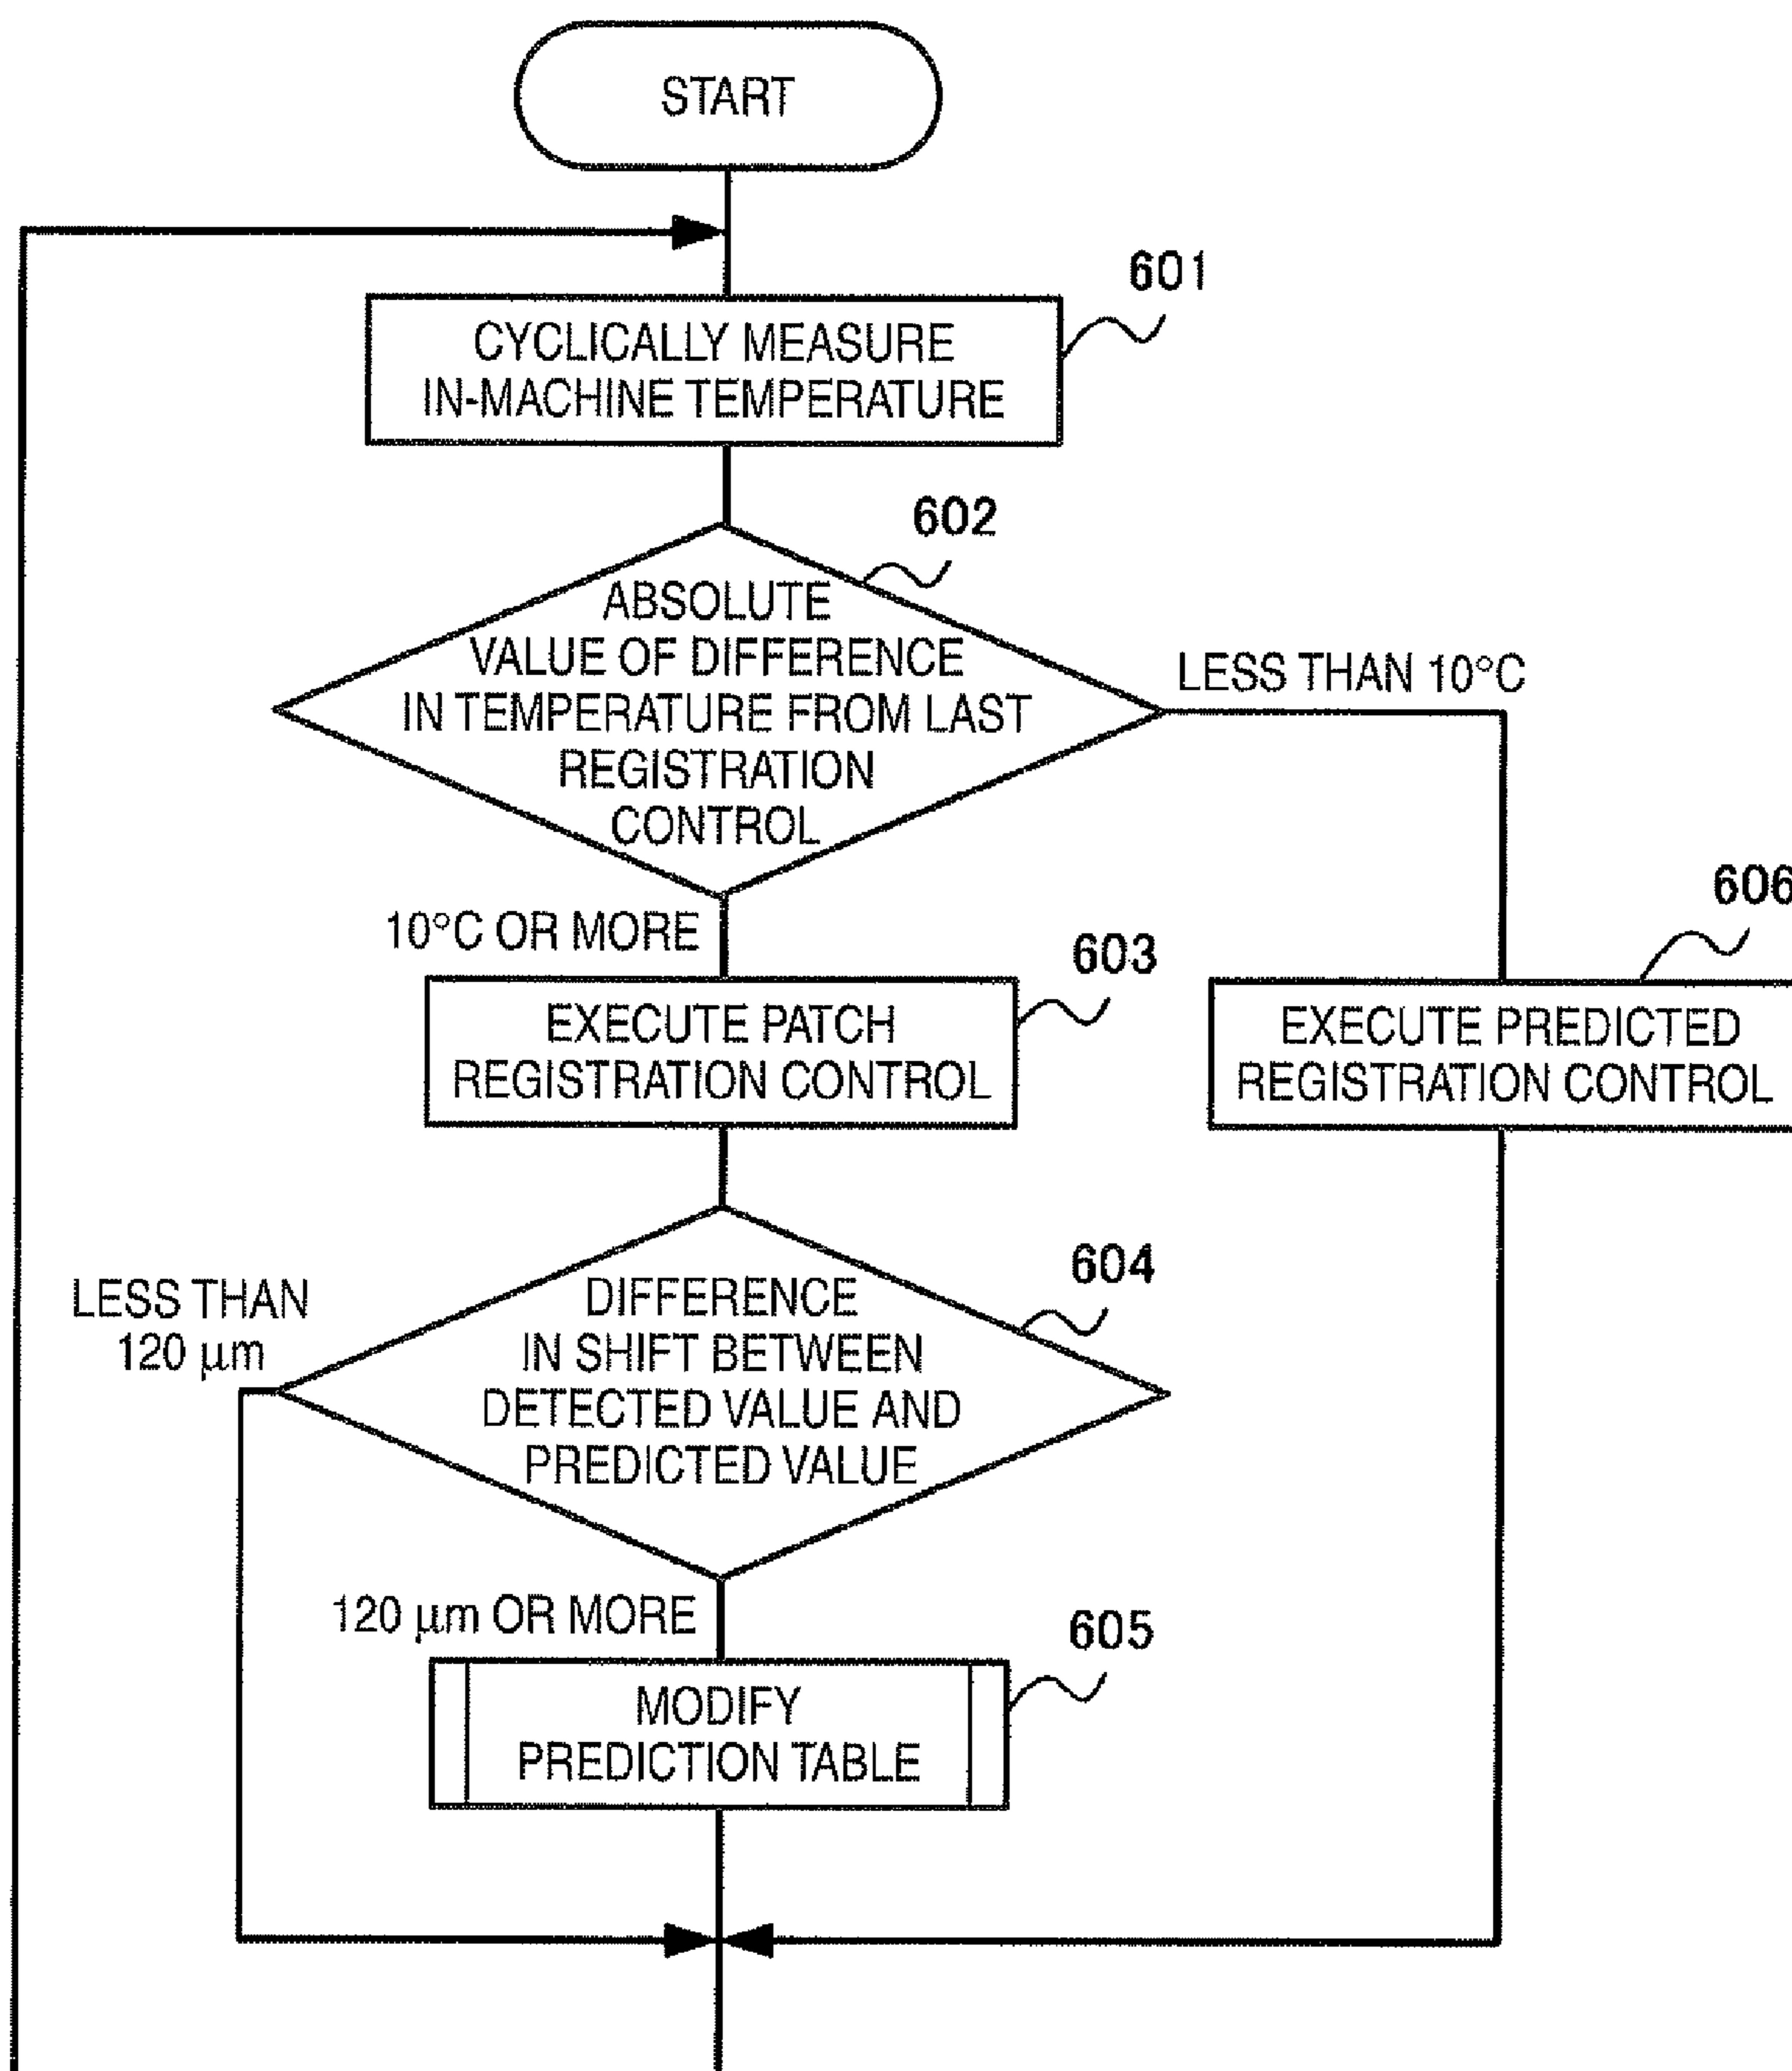 START
601
CYCLICALLY MEASURE
IN-MACHINE TEMPERATURE
602
ABSOLUTE
VALUE OF DIFFERENCE
IN TEMPERATURE FROM LAST
REGISTRATION
CONTROL
LESS THAN 10°C
10°C OR MORE
603
EXECUTE PATCH
REGISTRATION CONTROL
606
EXECUTE PREDICTED
REGISTRATION CONTROL
604
DIFFERENCE
IN SHIFT BETWEEN
DETECTED VALUE AND
PREDICTED VALUE
LESS THAN
120 μm
120 μm OR MORE
605
MODIFY
PREDICTION TABLE